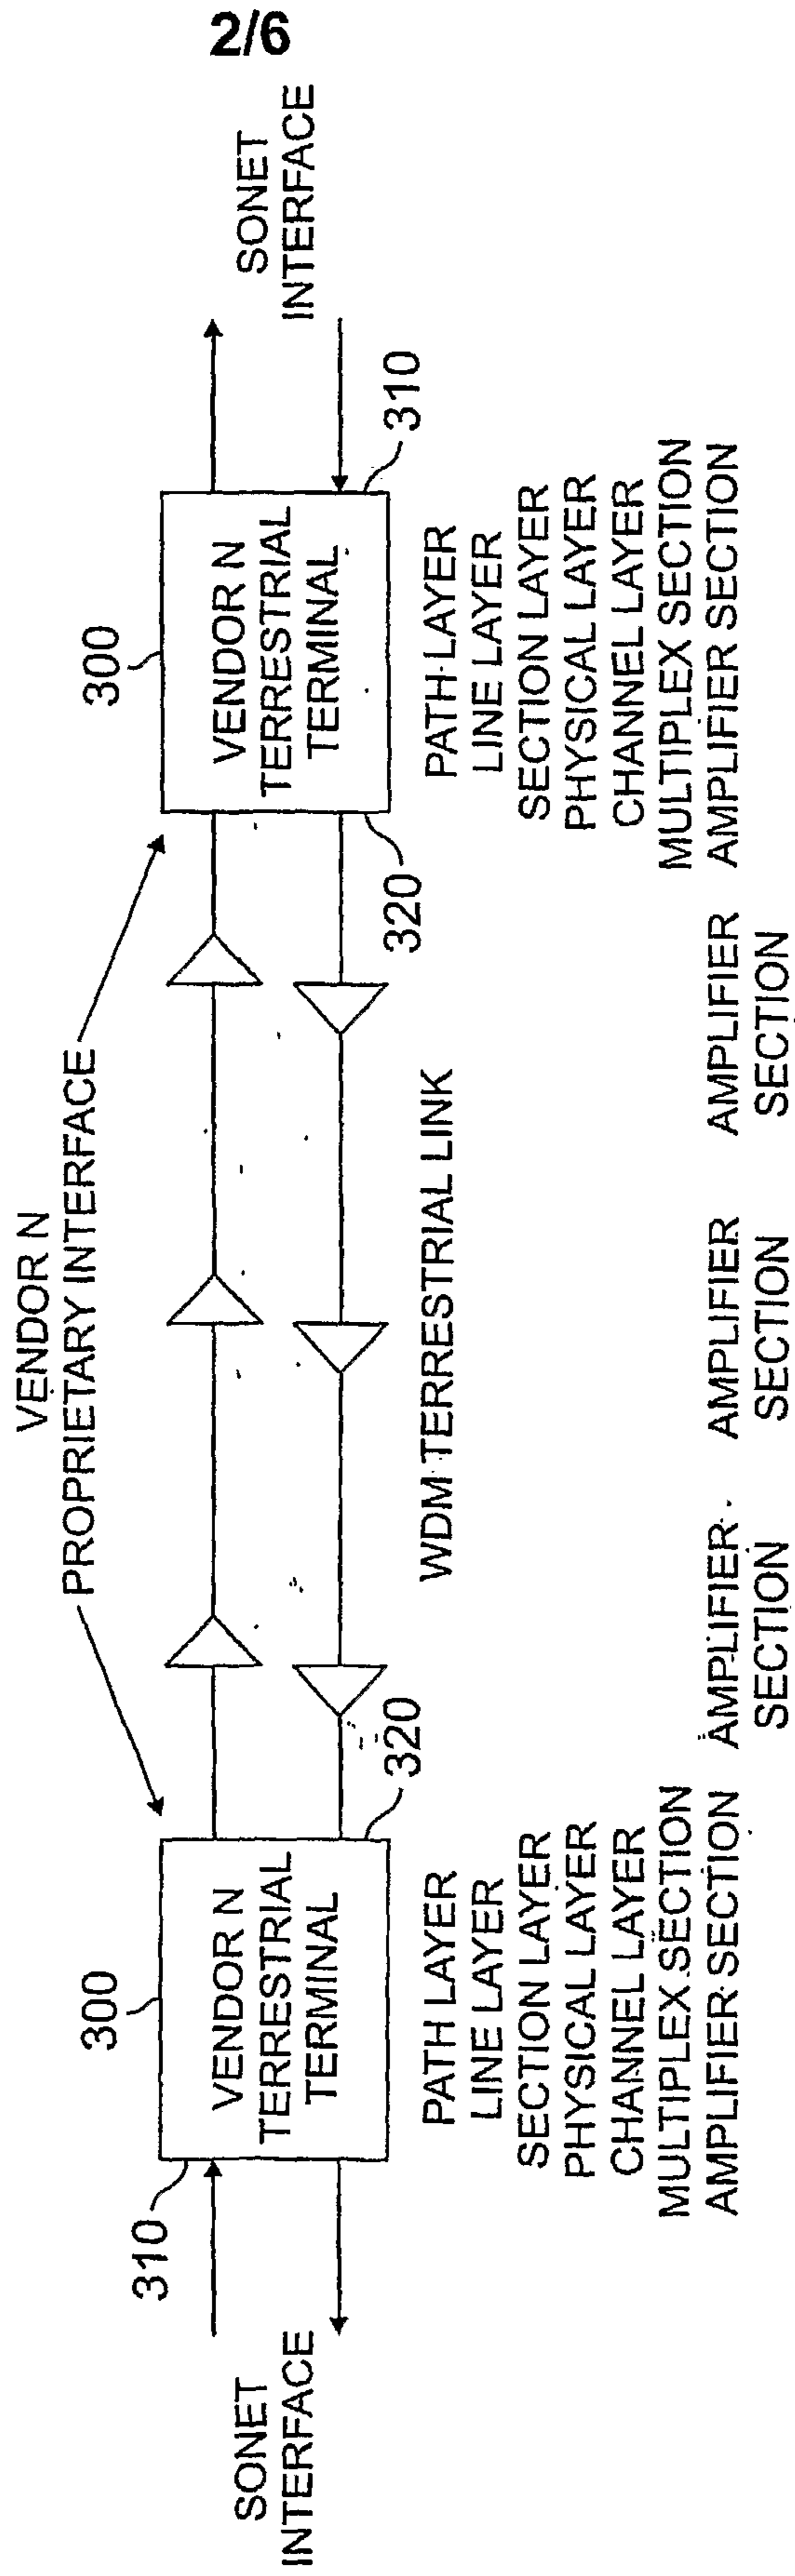 2/6
VENDOR N
PROPRIETARY INTERFACE
SONET
INTERFACE
310
300
VENDOR N
TERRESTRIAL
TERMINAL
320
WDM TERRESTRIAL LINK
300
VENDOR N
TERRESTRIAL
TERMINAL
320
310
SONET
INTERFACE
PATH LAYER
LINE LAYER
SECTION LAYER
PHYSICAL LAYER
CHANNEL LAYER
MULTIPLEX SECTION
AMPLIFIER SECTION
AMPLIFIER
SECTION
AMPLIFIER
SECTION
AMPLIFIER
SECTION
PATH LAYER
LINE LAYER
SECTION LAYER
PHYSICAL LAYER
CHANNEL LAYER
MULTIPLEX SECTION
AMPLIFIER SECTION